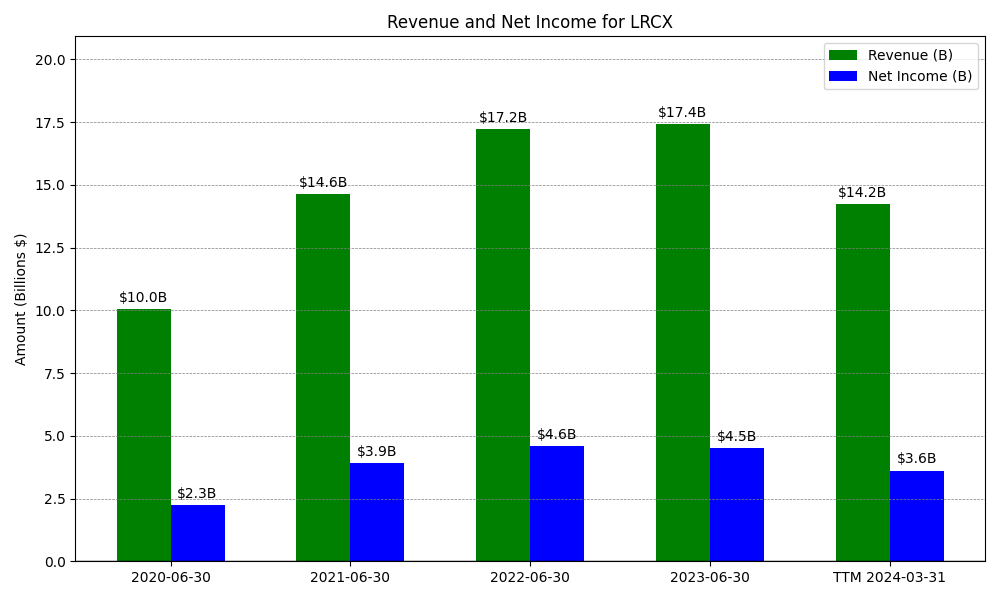 Revenue and Net Income for LRCX
Revenue (B)
Net Income (B)
Amount (Billions $)
20.0
17.5
15.0
12.5
10.0
7.5
5.0
2.5
0.0
$10.0B
$2.3B
$14.6B
$3.9B
$17.2B
$4.6B
$17.4B
$4.5B
$14.2B
$3.6B
2020-06-30
2021-06-30
2022-06-30
2023-06-30
TTM 2024-03-31